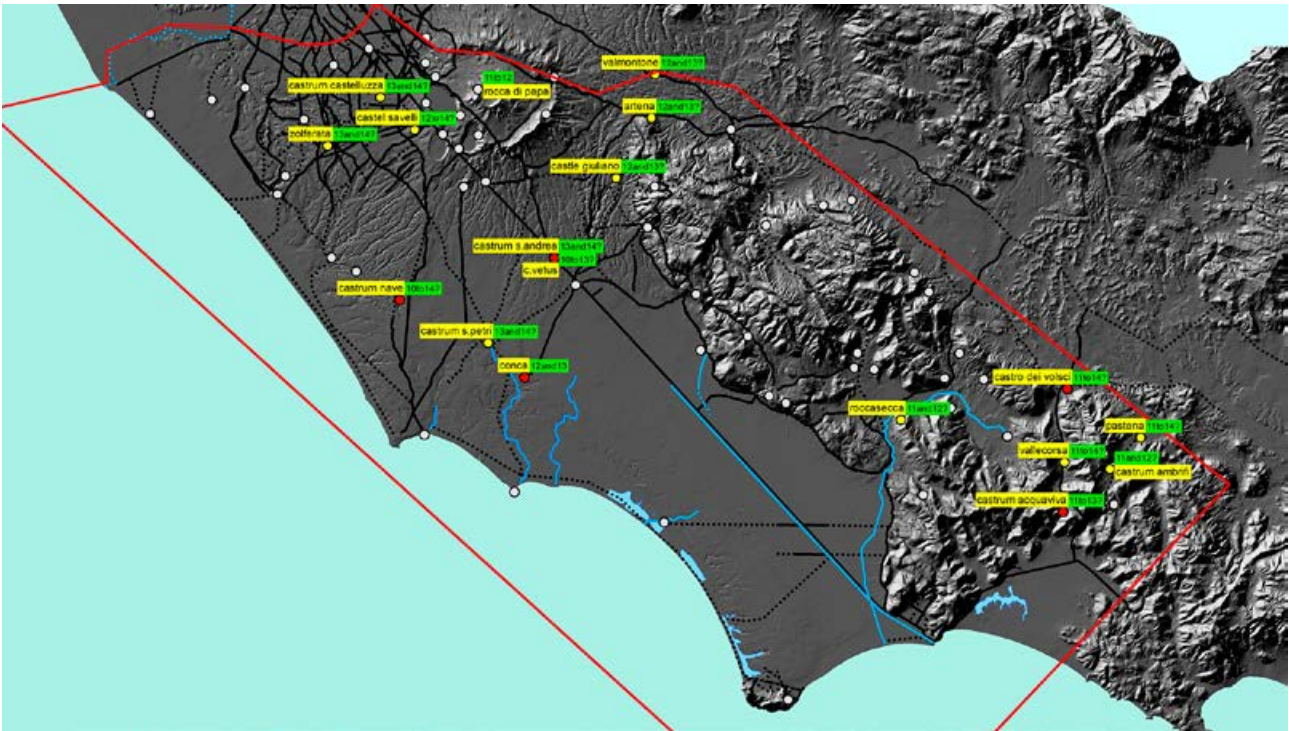 valmontone 12and13?
castrum.castelluzza 13and14?
11to12
rocca di papa
artena 12and13?
castel savelli 12to14?
zolferata 13and14?
castle giuliano 12and13?
castrum s.andrea 13and14?
10to13?
c.vetus
castrum nave 10to14?
castrum s.petri 13and14?
conca 12and13
castro dei volsci 11to14?
roccasecca 11and12?
pastena 11to14?
vallecorsa 11to14?
11and12?
castrum ambrifi
castrum acquaviva 11to13?